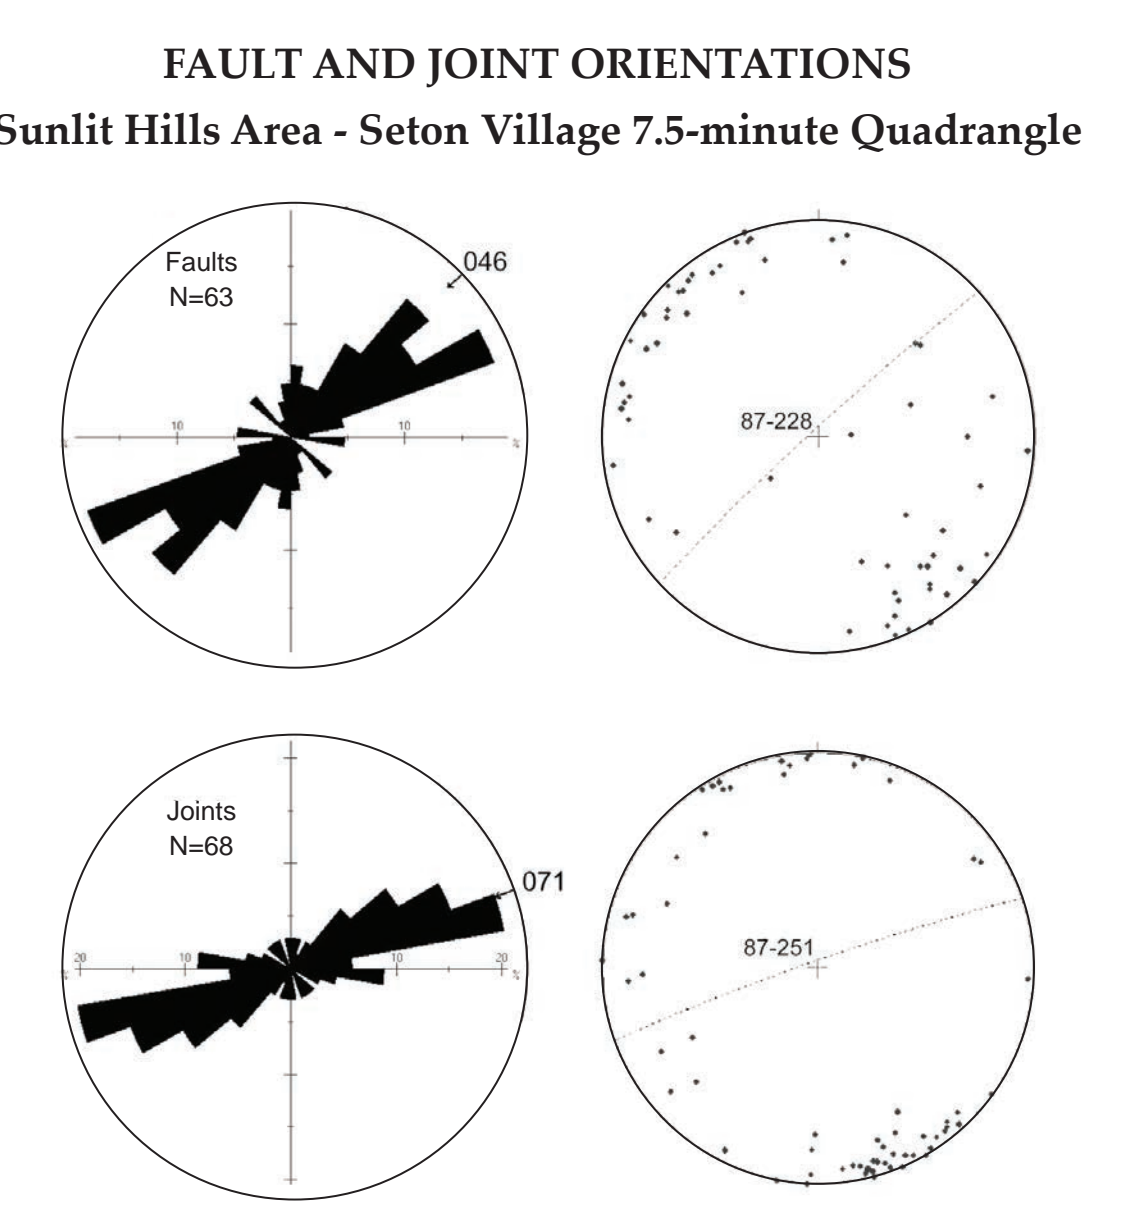 FAULT AND JOINT ORIENTATIONS
Sunlit Hills Area - Seton Village 7.5-minute Quadrangle
Faults
N=63
046
10
10
87-228
Joints
N=68
071
20
10
10
20
87-251